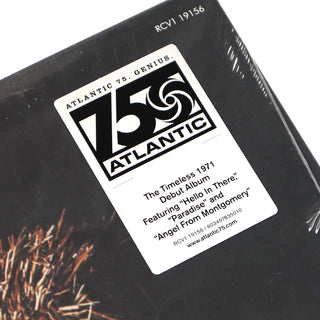 RCV1 19156
ATLANTIC 75. GENIUS.
75
ATLANTIC
The Timeless 1971
Debut Album
Featuring "Hello In There,"
"Paradise" and
"Angel From Montgomery"
RCV1 19156 / 603497835010
www.atlantic75.com